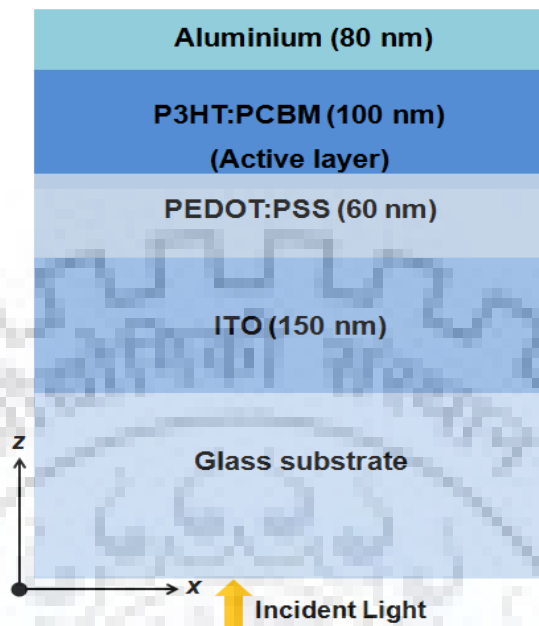 Aluminium (80 nm)
P3HT:PCBM (100 nm)
(Active layer)
PEDOT:PSS (60 nm)
ITO (150 nm)
Glass substrate
z
x
Incident Light